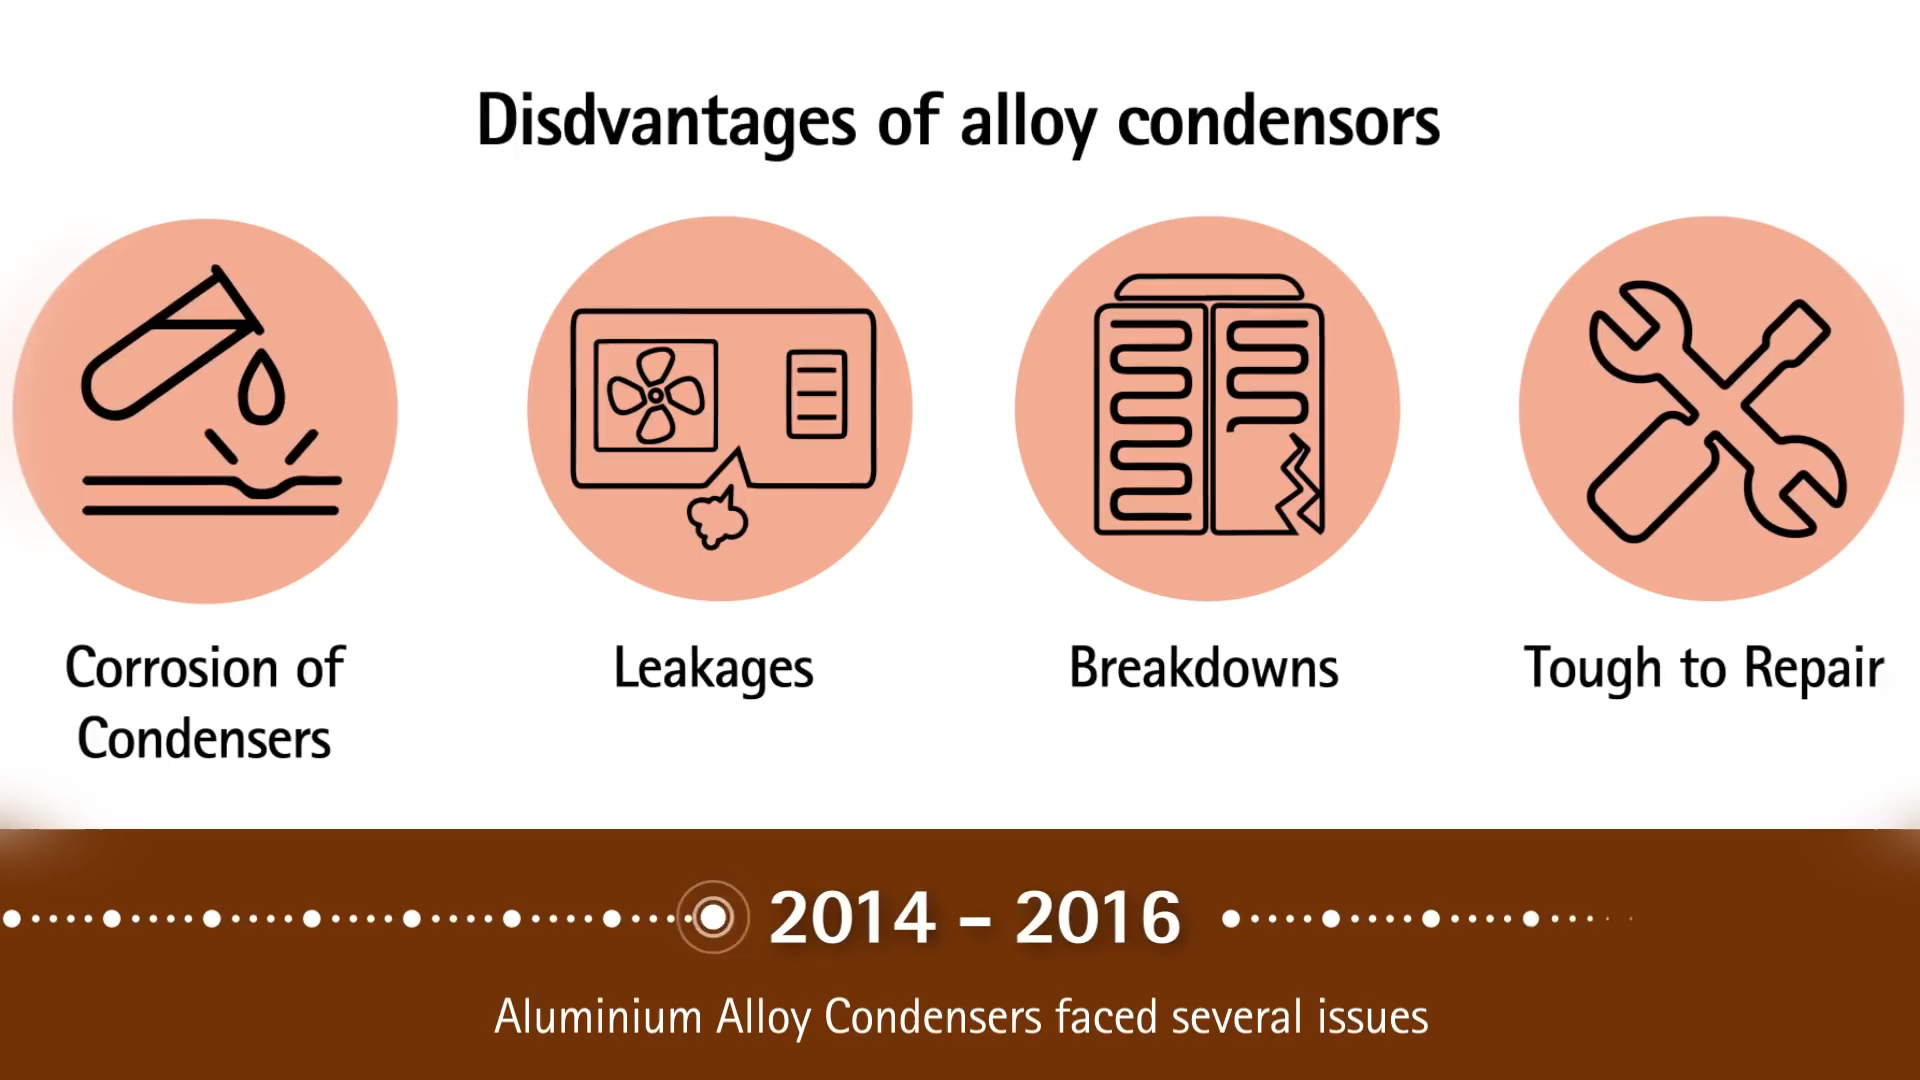 Disdvantages of alloy condensors
Corrosion of
Condensers
Leakages
Breakdowns
Tough to Repair
2014 - 2016
Aluminium Alloy Condensers faced several issues